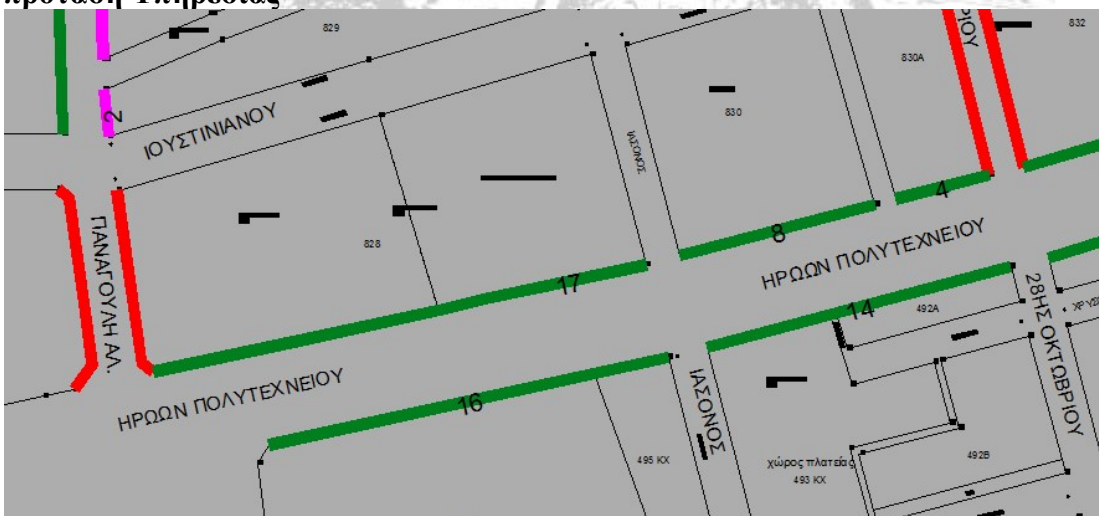 πρόταση Υπηρεσίας
829
830Α
832
2
ΙΟΥΣΤΙΝΙΑΝΟΥ
830
ΙΑΣΟΝΟΣ
4
8
828
ΗΡΩΩΝ ΠΟΛΥΤΕΧΝΕΙΟΥ
ΠΑΝΑΓΟΥΛΗ ΑΛ.
17
14
492Α
28ΗΣ ΟΚΤΩΒΡΙΟΥ
ΗΡΩΩΝ ΠΟΛΥΤΕΧΝΕΙΟΥ
16
ΙΑΣΟΝΟΣ
495 ΚΧ
χώρος πλατείας
493 ΚΧ
492Β